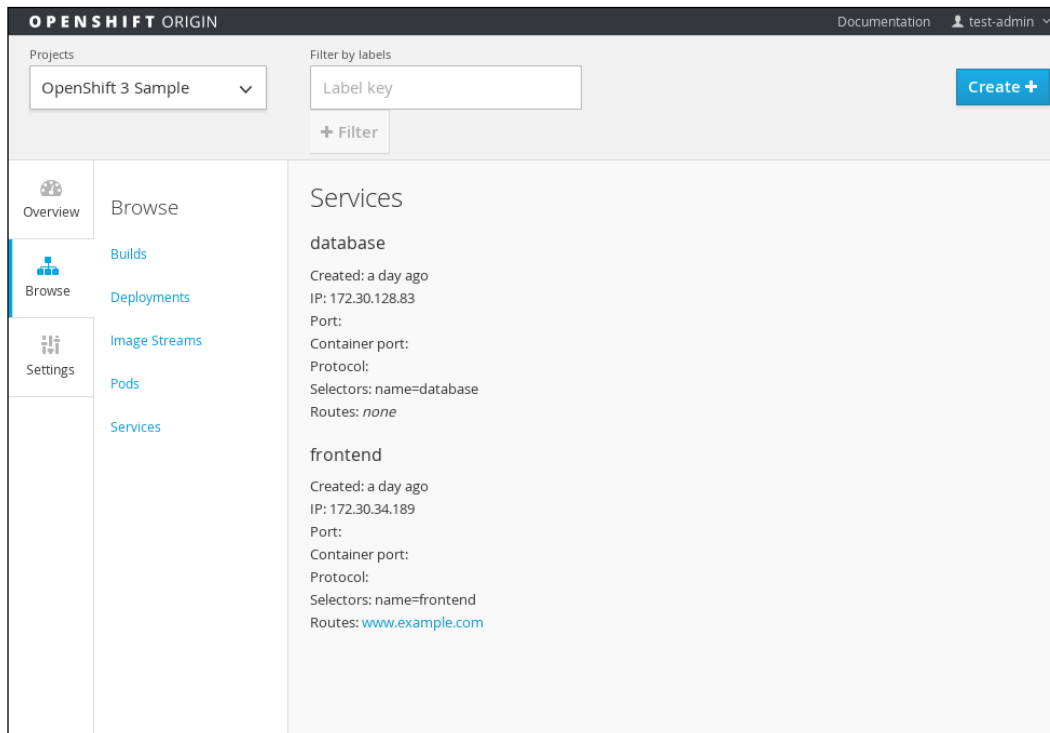 OPENSHIFT ORIGIN
Documentation
test-admin
Projects
OpenShift 3 Sample
Filter by labels
Label key
+ Filter
Create +
Overview
Browse
Settings
Browse
Builds
Deployments
Image Streams
Pods
Services
Services
database
Created: a day ago
IP: 172.30.128.83
Port:
Container port:
Protocol:
Selectors: name=database
Routes: none
frontend
Created: a day ago
IP: 172.30.34.189
Port:
Container port:
Protocol:
Selectors: name=frontend
Routes: www.example.com